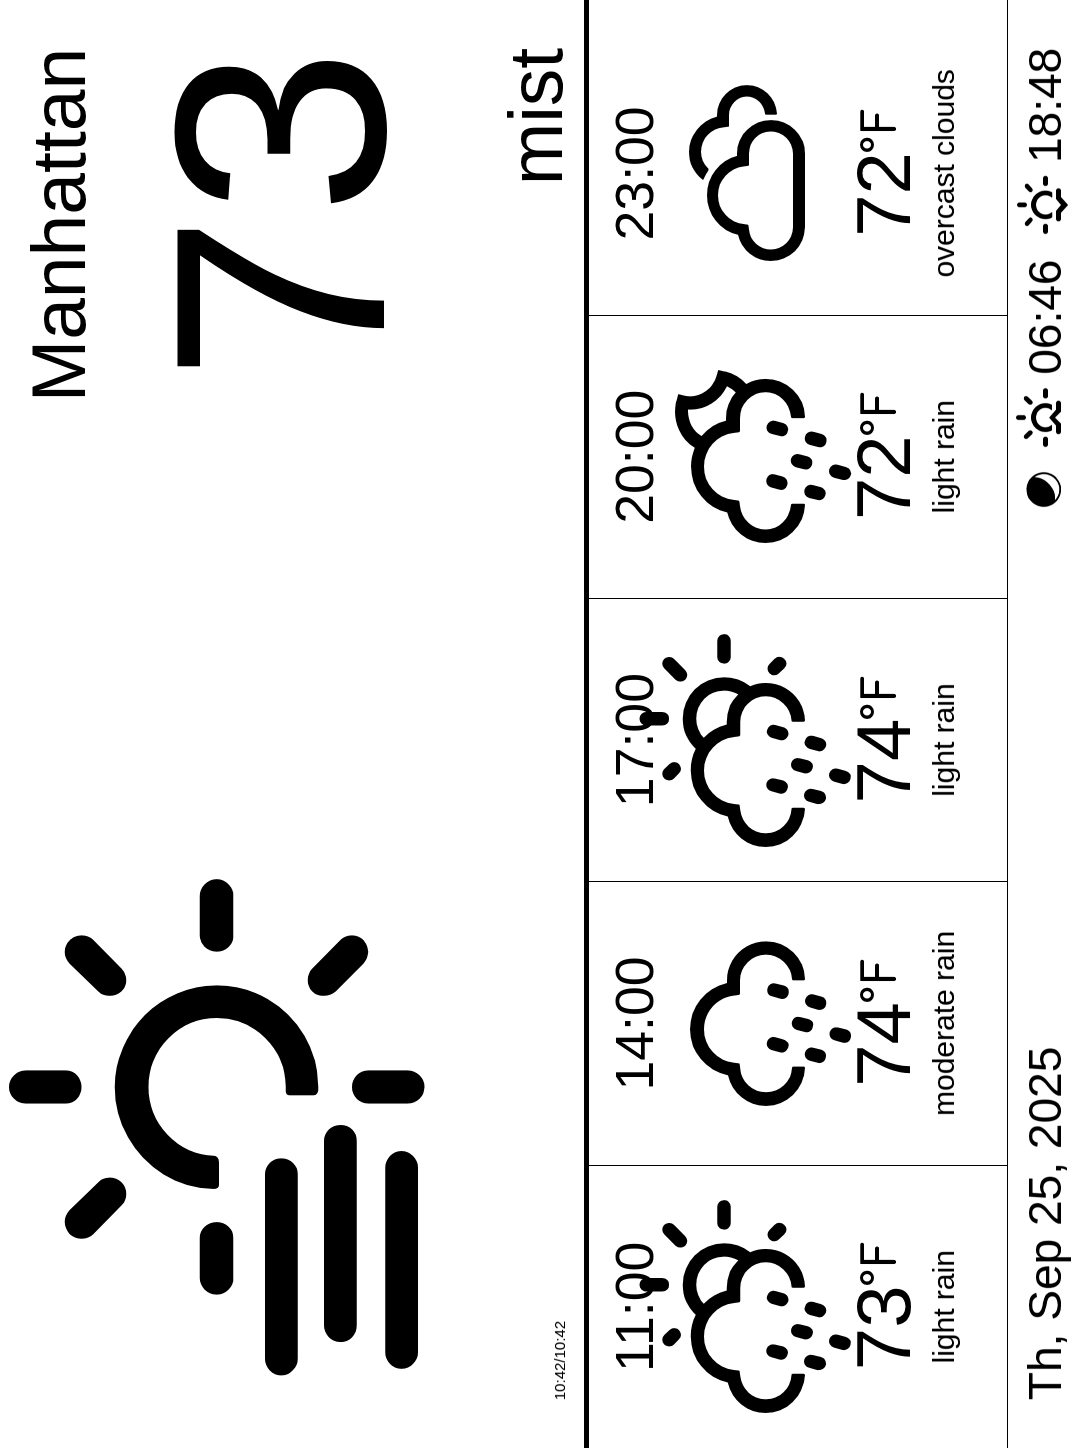 Manhattan
73
mist
10:42/10:42
11:00
73°F
light rain
14:00
74°F
moderate rain
17:00
74°F
light rain
20:00
72°F
light rain
23:00
72°F
overcast clouds
Th, Sep 25, 2025
06:46 18:48